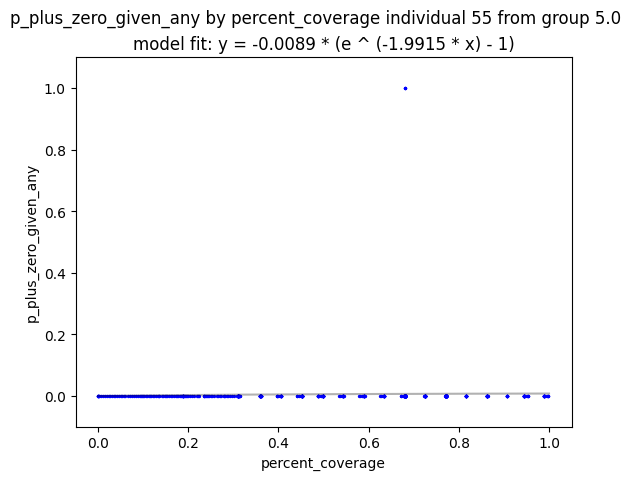 p_plus_zero_given_any by percent_coverage individual 55 from group 5.0
model fit: y = -0.0089 * (e ^ (-1.9915 * x) - 1)
1.0
0.8
0.6
0.4
0.2
0.0
p_plus_zero_given_any
0.0 0.2 0.4 0.6 0.8 1.0
percent_coverage